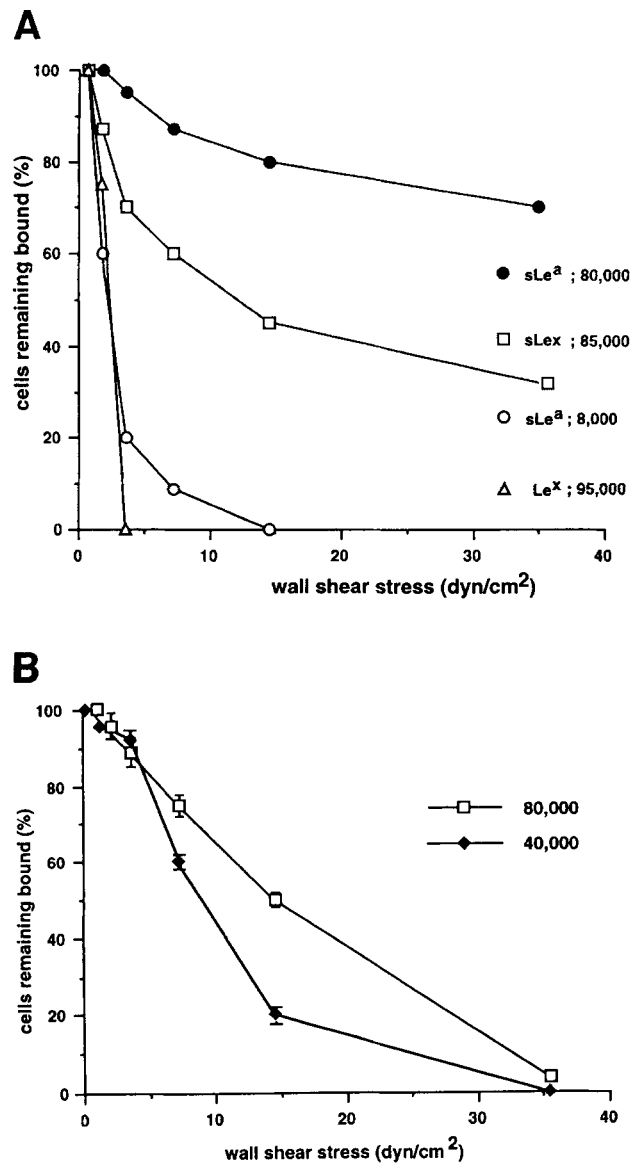 A
cells remaining bound (%)
100
80
60
40
20
0
0 10 20 30 40
wall shear stress (dyn/cm2)
sLea ; 80,000
sLex ; 85,000
sLea ; 8,000
Lex ; 95,000
B
cells remaining bound (%)
100
80
60
40
20
0
0 10 20 30 40
wall shear stress (dyn/cm2)
80,000
40,000